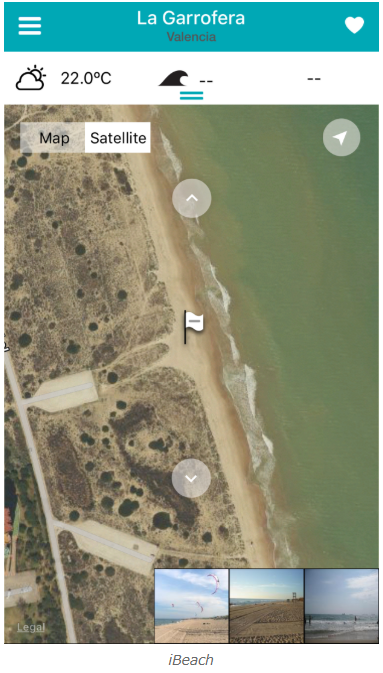 La Garrofera
Valencia
22.0ºC
--
--
Map
Satellite
Legal
iBeach